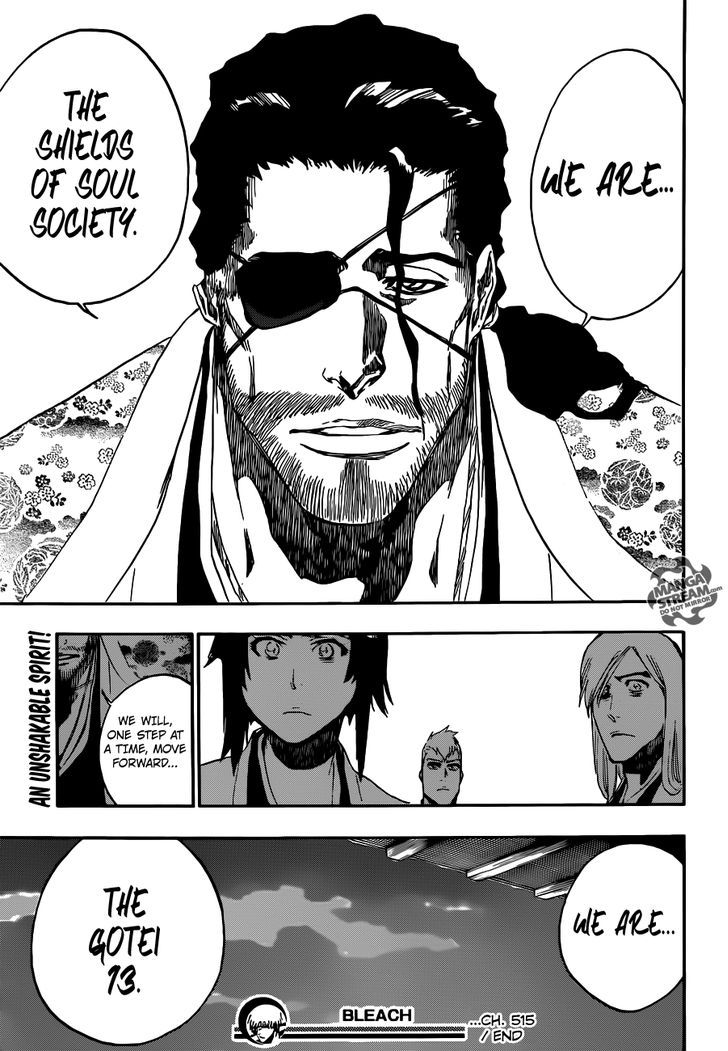 WE ARE...
THE
SHIELDS
OF SOUL
SOCIETY.
MANGA
STREAM.com
DO NOT MIRROR
AN UNSHAKABLE SPIRIT!
WE WILL,
ONE STEP AT
A TIME, MOVE
FORWARD...
WE ARE...
THE
GOTEI
13.
BLEACH
...CH. 515
/ END